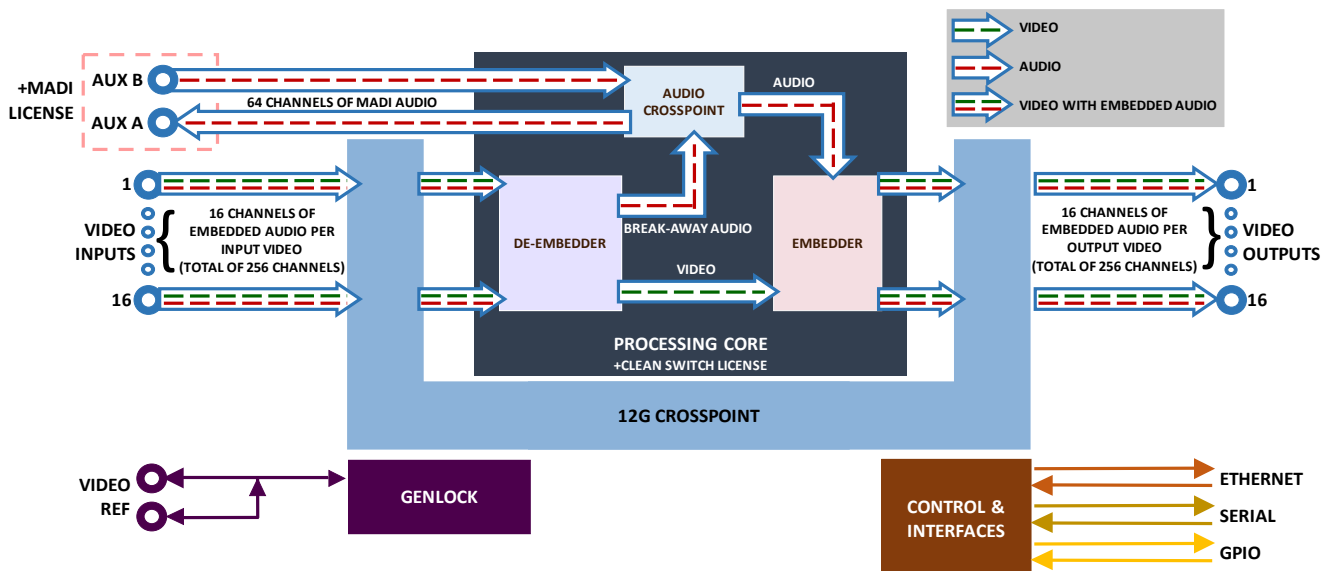 +MADI
LICENSE
AUX B
AUX A
64 CHANNELS OF MADI AUDIO
AUDIO
CROSSPOINT
AUDIO
VIDEO
AUDIO
VIDEO WITH EMBEDDED AUDIO
1
VIDEO
INPUTS
16
{
16 CHANNELS OF
EMBEDDED AUDIO PER
INPUT VIDEO
(TOTAL OF 256 CHANNELS)
DE-EMBEDDER
BREAK-AWAY AUDIO
VIDEO
EMBEDDER
PROCESSING CORE
+CLEAN SWITCH LICENSE
16 CHANNELS OF
EMBEDDED AUDIO PER
OUTPUT VIDEO
(TOTAL OF 256 CHANNELS)
}
1
VIDEO
OUTPUTS
16
12G CROSSPOINT
VIDEO
REF
GENLOCK
CONTROL &
INTERFACES
ETHERNET
SERIAL
GPIO